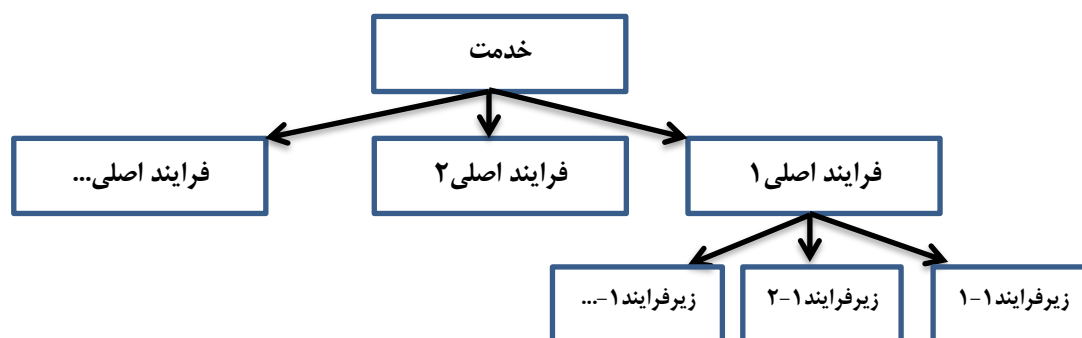 خدمت
فرایند اصلی۱
فرایند اصلی۲
فرایند اصلی...
زیرفرایند۱-۱
زیرفرایند۱-۲
زیرفرایند۱-...